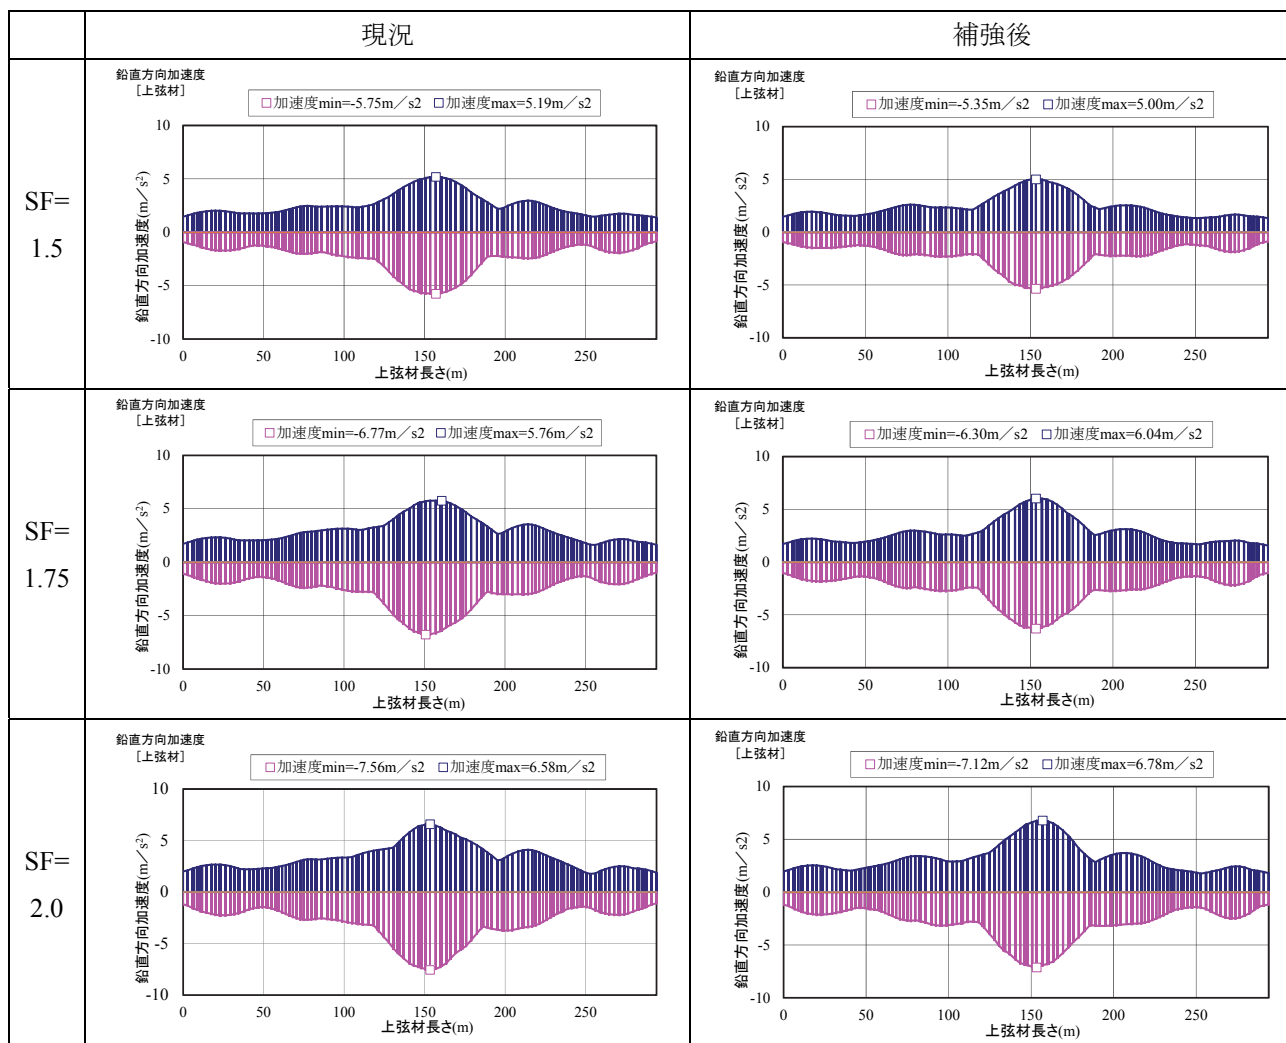 現況
補強後
SF=
1.5
鉛直方向加速度
[上弦材]
加速度min=-5.75m／s2 加速度max=5.19m／s2
鉛直方向加速度(m／s²)
10
5
0
-5
-10
0 50 100 150 200 250
上弦材長さ(m)
鉛直方向加速度
[上弦材]
加速度min=-5.35m／s2 加速度max=5.00m／s2
鉛直方向加速度(m／s2)
10
5
0
-5
-10
0 50 100 150 200 250
上弦材長さ(m)
SF=
1.75
鉛直方向加速度
[上弦材]
加速度min=-6.77m／s2 加速度max=5.76m／s2
鉛直方向加速度(m／s²)
10
5
0
-5
-10
0 50 100 150 200 250
上弦材長さ(m)
鉛直方向加速度
[上弦材]
加速度min=-6.30m／s2 加速度max=6.04m／s2
鉛直方向加速度(m／s2)
10
5
0
-5
-10
0 50 100 150 200 250
上弦材長さ(m)
SF=
2.0
鉛直方向加速度
[上弦材]
加速度min=-7.56m／s2 加速度max=6.58m／s2
鉛直方向加速度(m／s²)
10
5
0
-5
-10
0 50 100 150 200 250
上弦材長さ(m)
鉛直方向加速度
[上弦材]
加速度min=-7.12m／s2 加速度max=6.78m／s2
鉛直方向加速度(m／s2)
10
5
0
-5
-10
0 50 100 150 200 250
上弦材長さ(m)